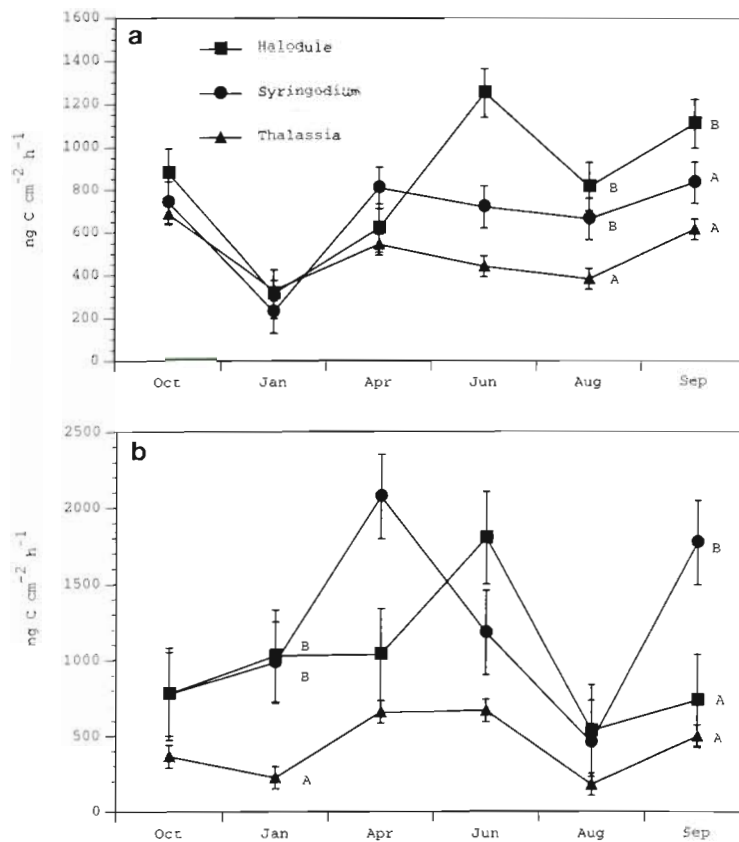 a
Halodule
Syringodium
Thalassia
ng C cm⁻² h⁻¹
1600
1400
1200
1000
800
600
400
200
0
B
A
A
B
B
A
Oct Jan Apr Jun Aug Sep
b
ng C cm⁻² h⁻¹
2500
2000
1500
1000
500
0
B
B
A
B
A
A
Oct Jan Apr Jun Aug Sep